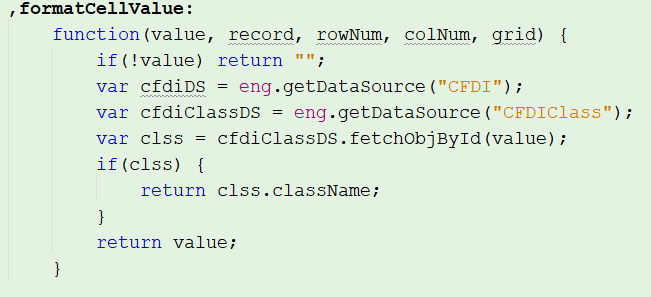 ,formatCellValue:
function(value, record, rowNum, colNum, grid) {
if(!value) return "";
var cfdiDS = eng.getDataSource("CFDI");
var cfdiClassDS = eng.getDataSource("CFDIClass");
var clss = cfdiClassDS.fetchObjById(value);
if(clss) {
return clss.className;
}
return value;
}